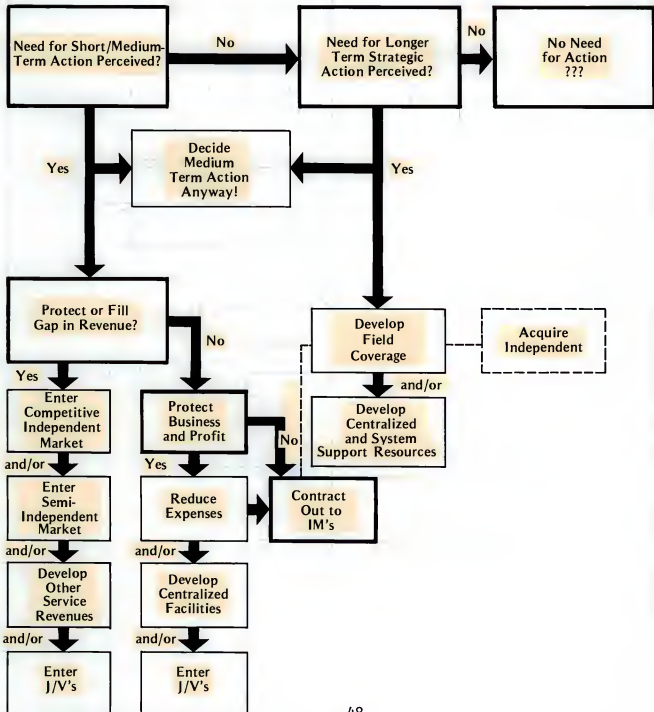 Need for Short/Medium-
Term Action Perceived?
No
Need for Longer
Term Strategic
Action Perceived?
No
No Need
for Action
???
Yes
Decide
Medium
Term Action
Anyway!
Yes
Protect or Fill
Gap in Revenue?
No
Develop
Field
Coverage
Acquire
Independent
Yes
and/or
Enter
Competitive
Independent
Market
Protect
Business
and Profit
No
Develop
Centralized
and System
Support Resources
and/or
Yes
Enter
Semi-
Independent
Market
Reduce
Expenses
Contract
Out to
IM's
and/or
and/or
Develop
Other
Service
Revenues
Develop
Centralized
Facilities
and/or
and/or
Enter
J/V's
Enter
J/V's
48